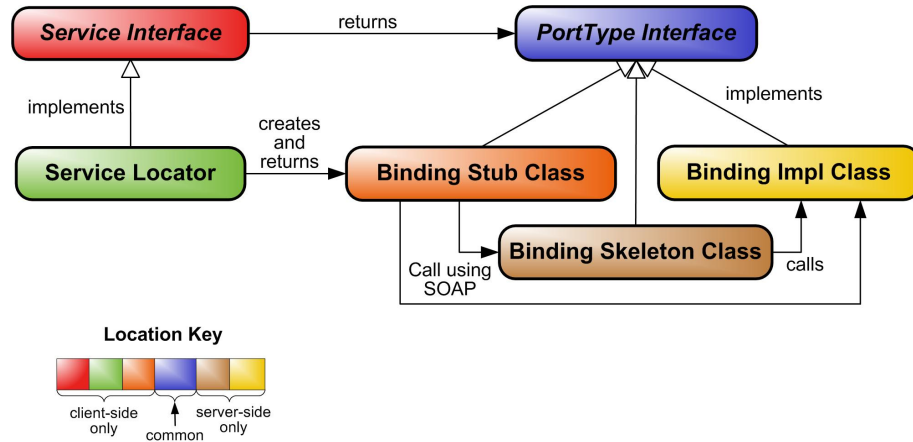 Service Interface
returns
PortType Interface
implements
creates
and
returns
implements
Service Locator
Binding Stub Class
Binding Impl Class
Binding Skeleton Class
Call using
SOAP
calls
Location Key
client-side
only
common
server-side
only